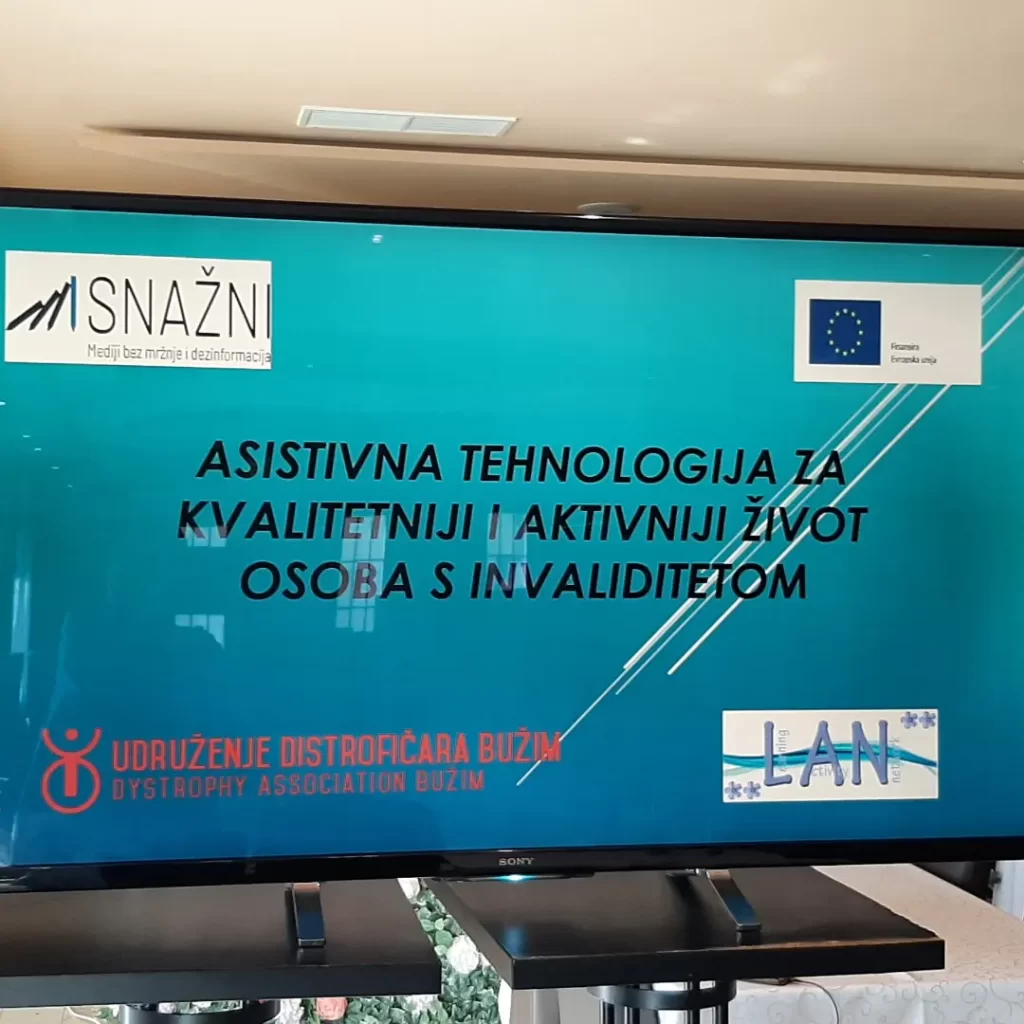 SNAŽNI
Mediji bez mržnje i dezinformacija
Finansira
Evropska unija
ASISTIVNA TEHNOLOGIJA ZA
KVALITETNIJI I AKTIVNIJI ŽIVOT
OSOBA S INVALIDITETOM
UDRUŽENJE DISTROFIČARA BUŽIM
DYSTROPHY ASSOCIATION BUŽIM
LAN
SONY